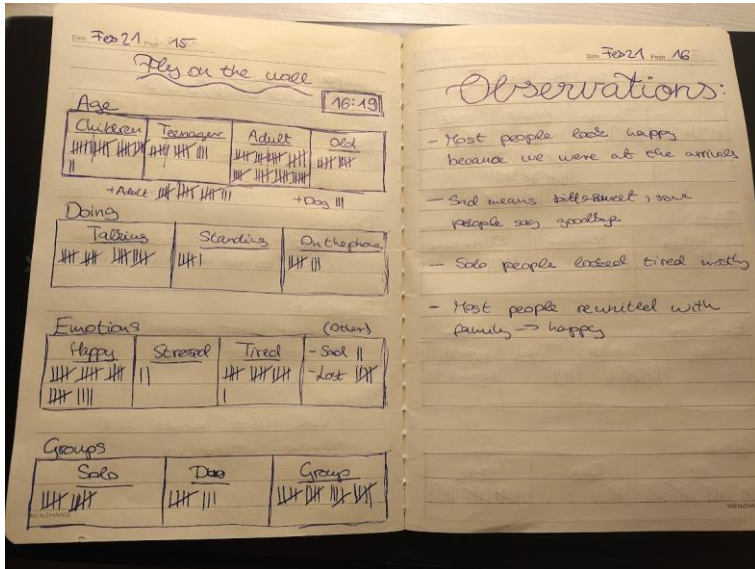 Date Feb 21 Page 15
Fly on the wall
16:19
Age
Children Teenager Adult Old
+ Adult +Dog
Doing
Talking Standing On the phone
Emotions (Other)
Happy Stressed Tired - Sad
- Lost
Groups
Solo Duo Group
WENZHANG
Date Feb 21 Page 16
Observations:
- Most people look happy
because we were at the arrivals
- Sad means bittersweet, some
people say goodbye
- Solo people looked tired mostly
- Most people reunited with
family -> happy